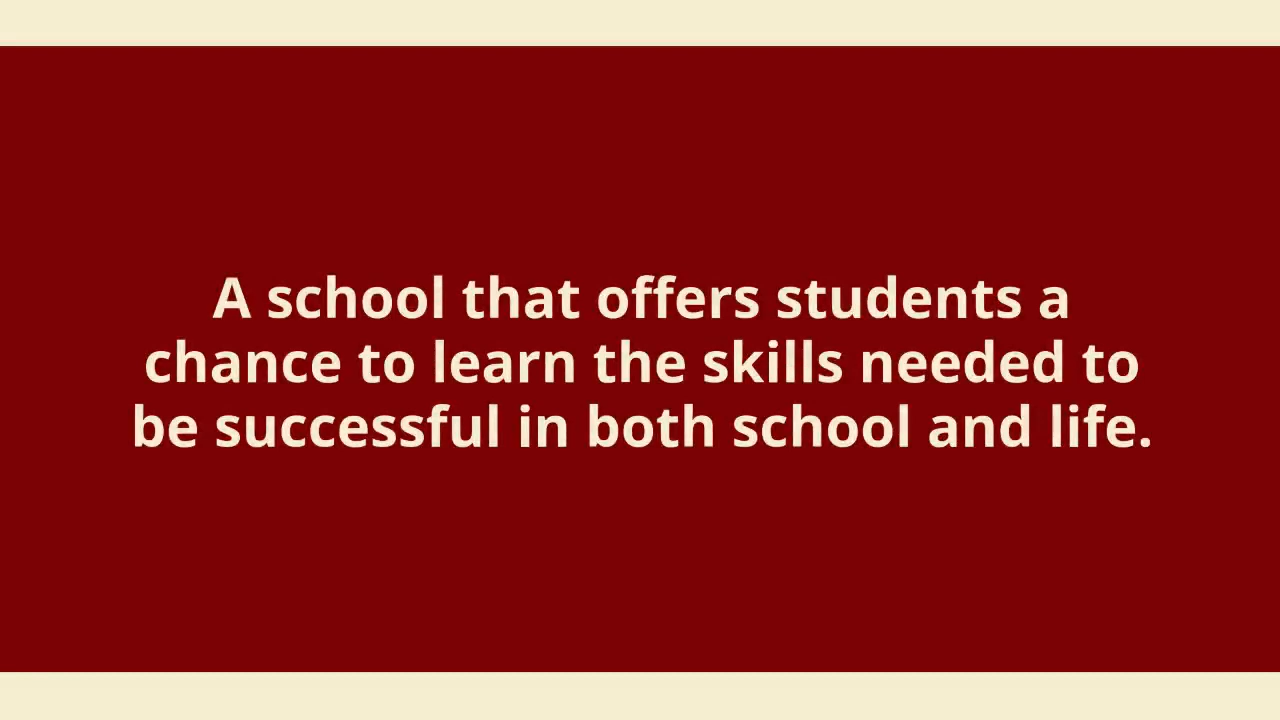 A school that offers students a
chance to learn the skills needed to
be successful in both school and life.